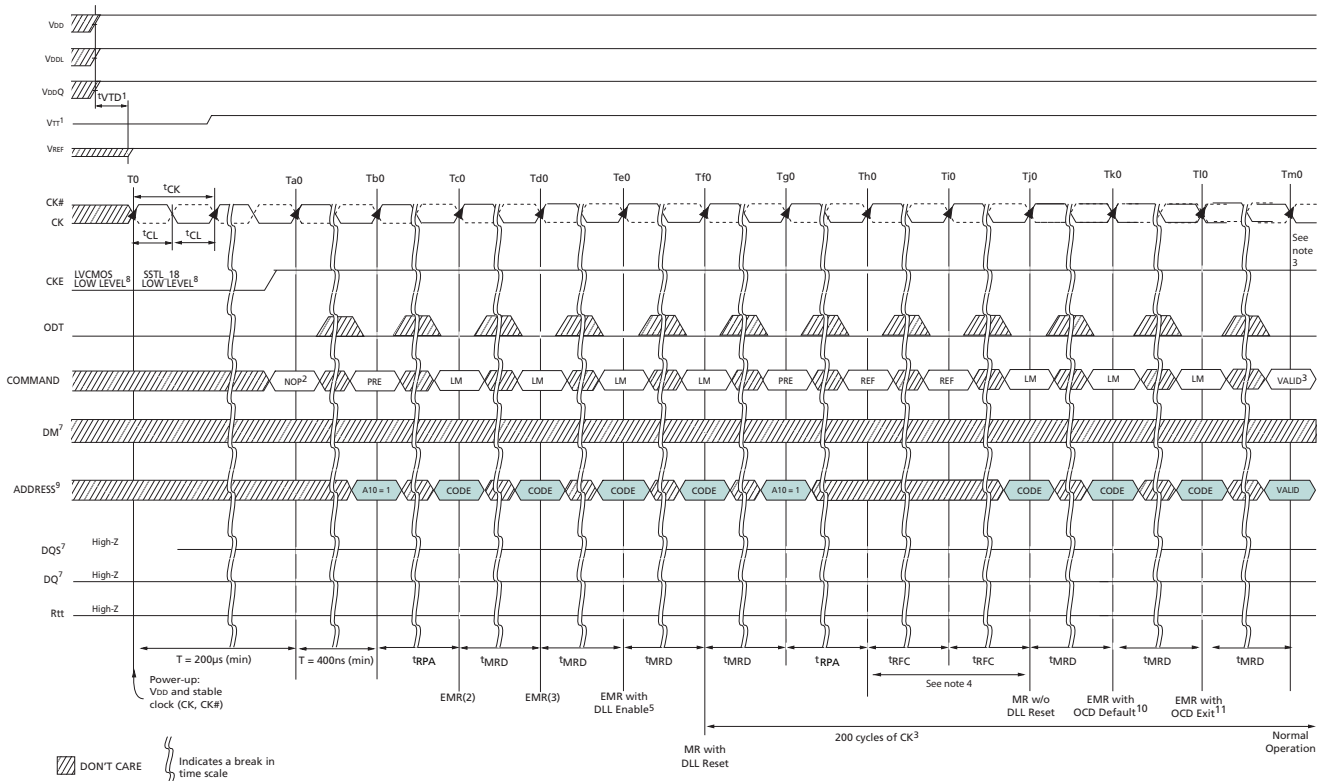 VDD
VDDL
VDDQ
tVTD1
VTT1
VREF
T0 Ta0 Tb0 Tc0 Td0 Te0 Tf0 Tg0 Th0 Ti0 Tj0 Tk0 Tl0 Tm0
tCK
CK#
CK
tCL tCL
See
note
3
CKE
LVCMOS
LOW LEVEL8
SSTL_18
LOW LEVEL8
ODT
COMMAND NOP2 PRE LM LM LM LM PRE REF REF LM LM LM VALID3
DM7
ADDRESS9 A10 = 1 CODE CODE CODE CODE A10 = 1 CODE CODE CODE VALID
DQS7 High-Z
DQ7 High-Z
Rtt High-Z
T = 200µs (min) T = 400ns (min) tRPA tMRD tMRD tMRD tMRD tRPA tRFC tRFC tMRD tMRD tMRD
See note 4
Power-up:
VDD and stable
clock (CK, CK#)
EMR(2)
EMR(3)
EMR with
DLL Enable5
MR with
DLL Reset
MR w/o
DLL Reset
EMR with
OCD Default10
EMR with
OCD Exit11
200 cycles of CK3
Normal
Operation
DON'T CARE
Indicates a break in
time scale